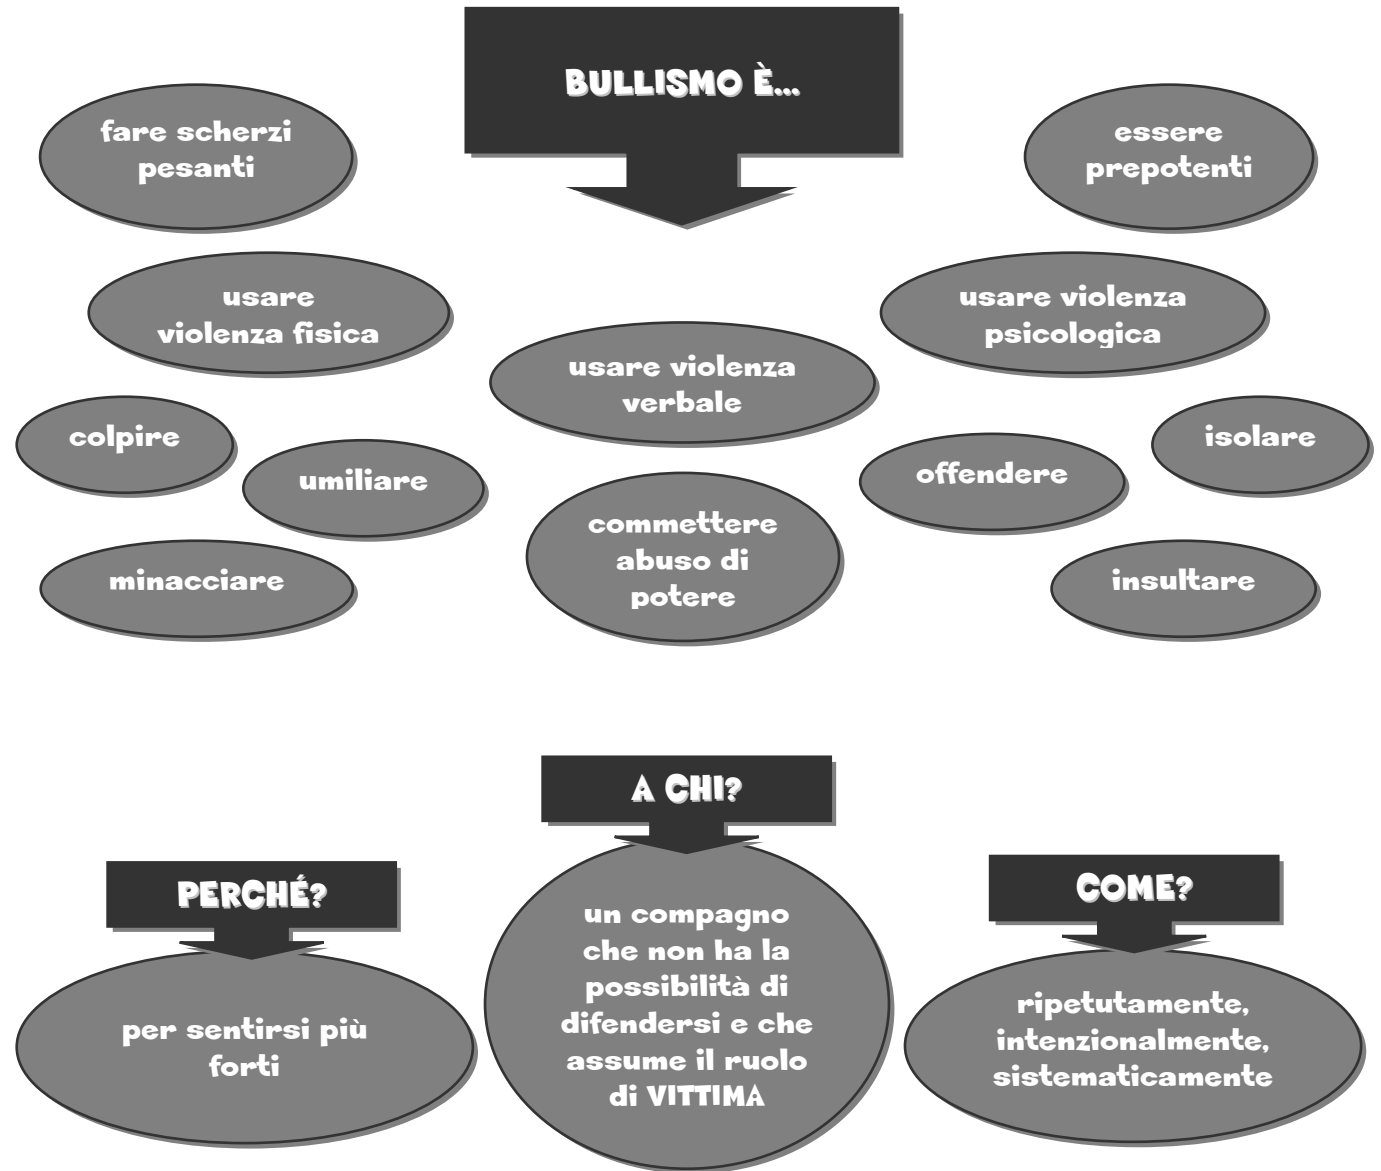 BULLISMO È...
fare scherzi
pesanti
essere
prepotenti
usare
violenza fisica
usare violenza
psicologica
usare violenza
verbale
colpire
umiliare
offendere
isolare
commettere
abuso di
potere
minacciare
insultare
A CHI?
un compagno
che non ha la
possibilità di
difendersi e che
assume il ruolo
di VITTIMA
PERCHÉ?
per sentirsi più
forti
COME?
ripetutamente,
intenzionalmente,
sistematicamente